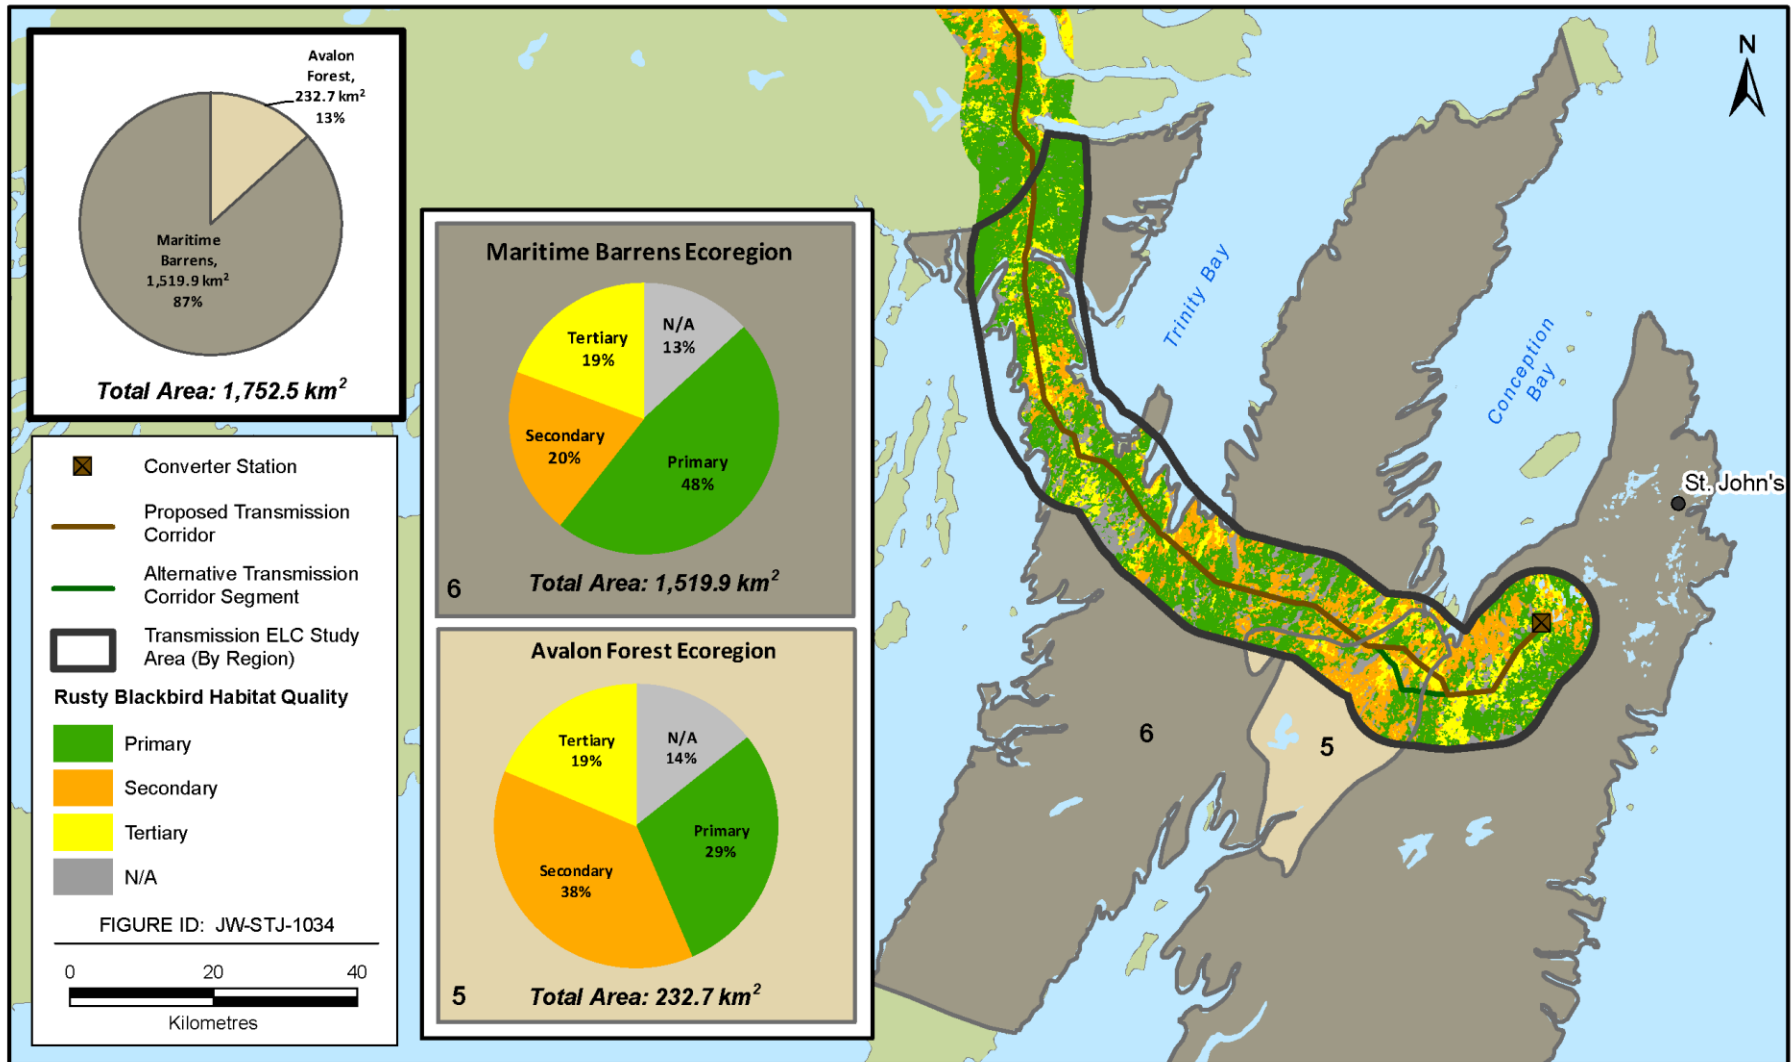 Avalon
Forest,
232.7 km²
13%
Maritime
Barrens,
1,519.9 km²
87%
Total Area: 1,752.5 km²
Converter Station
Proposed Transmission
Corridor
Alternative Transmission
Corridor Segment
Transmission ELC Study
Area (By Region)
Rusty Blackbird Habitat Quality
Primary
Secondary
Tertiary
N/A
FIGURE ID: JW-STJ-1034
0 20 40
Kilometres
Maritime Barrens Ecoregion
N/A
13%
Tertiary
19%
Secondary
20%
Primary
48%
6
Total Area: 1,519.9 km²
Avalon Forest Ecoregion
N/A
14%
Tertiary
19%
Primary
29%
Secondary
38%
5
Total Area: 232.7 km²
N
Trinity Bay
Conception
Bay
St. John's
6
5